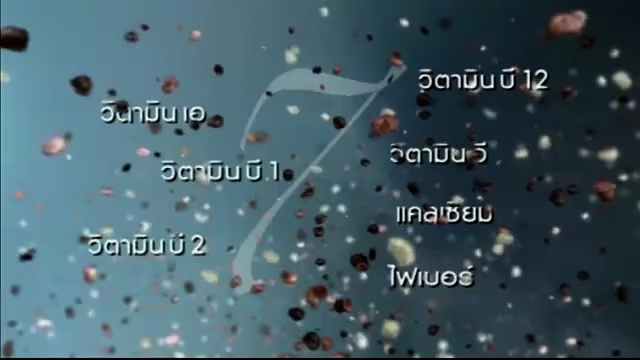 7
วิตามิน เอ
วิตามิน บี 1
วิตามิน บี 2
วิตามิน บี 12
วิตามิน วี
แคลเซียม
ไฟเบอร์